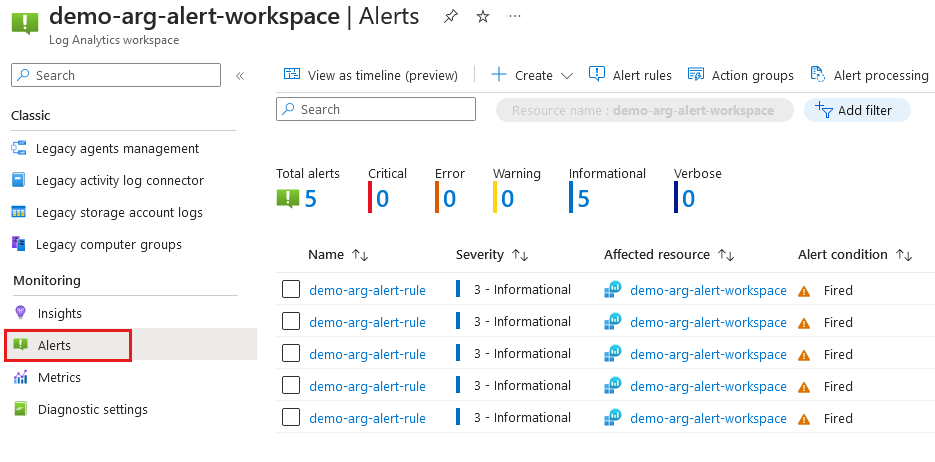 demo-arg-alert-workspace | Alerts
Log Analytics workspace
Search
Classic
Legacy agents management
Legacy activity log connector
Legacy storage account logs
Legacy computer groups
Monitoring
Insights
Alerts
Metrics
Diagnostic settings
View as timeline (preview) Create Alert rules Action groups Alert processing
Search Resource name : demo-arg-alert-workspace Add filter
Total alerts Critical Error Warning Informational Verbose
5 0 0 0 5 0
Name Severity Affected resource Alert condition
demo-arg-alert-rule 3 - Informational demo-arg-alert-workspace Fired
demo-arg-alert-rule 3 - Informational demo-arg-alert-workspace Fired
demo-arg-alert-rule 3 - Informational demo-arg-alert-workspace Fired
demo-arg-alert-rule 3 - Informational demo-arg-alert-workspace Fired
demo-arg-alert-rule 3 - Informational demo-arg-alert-workspace Fired